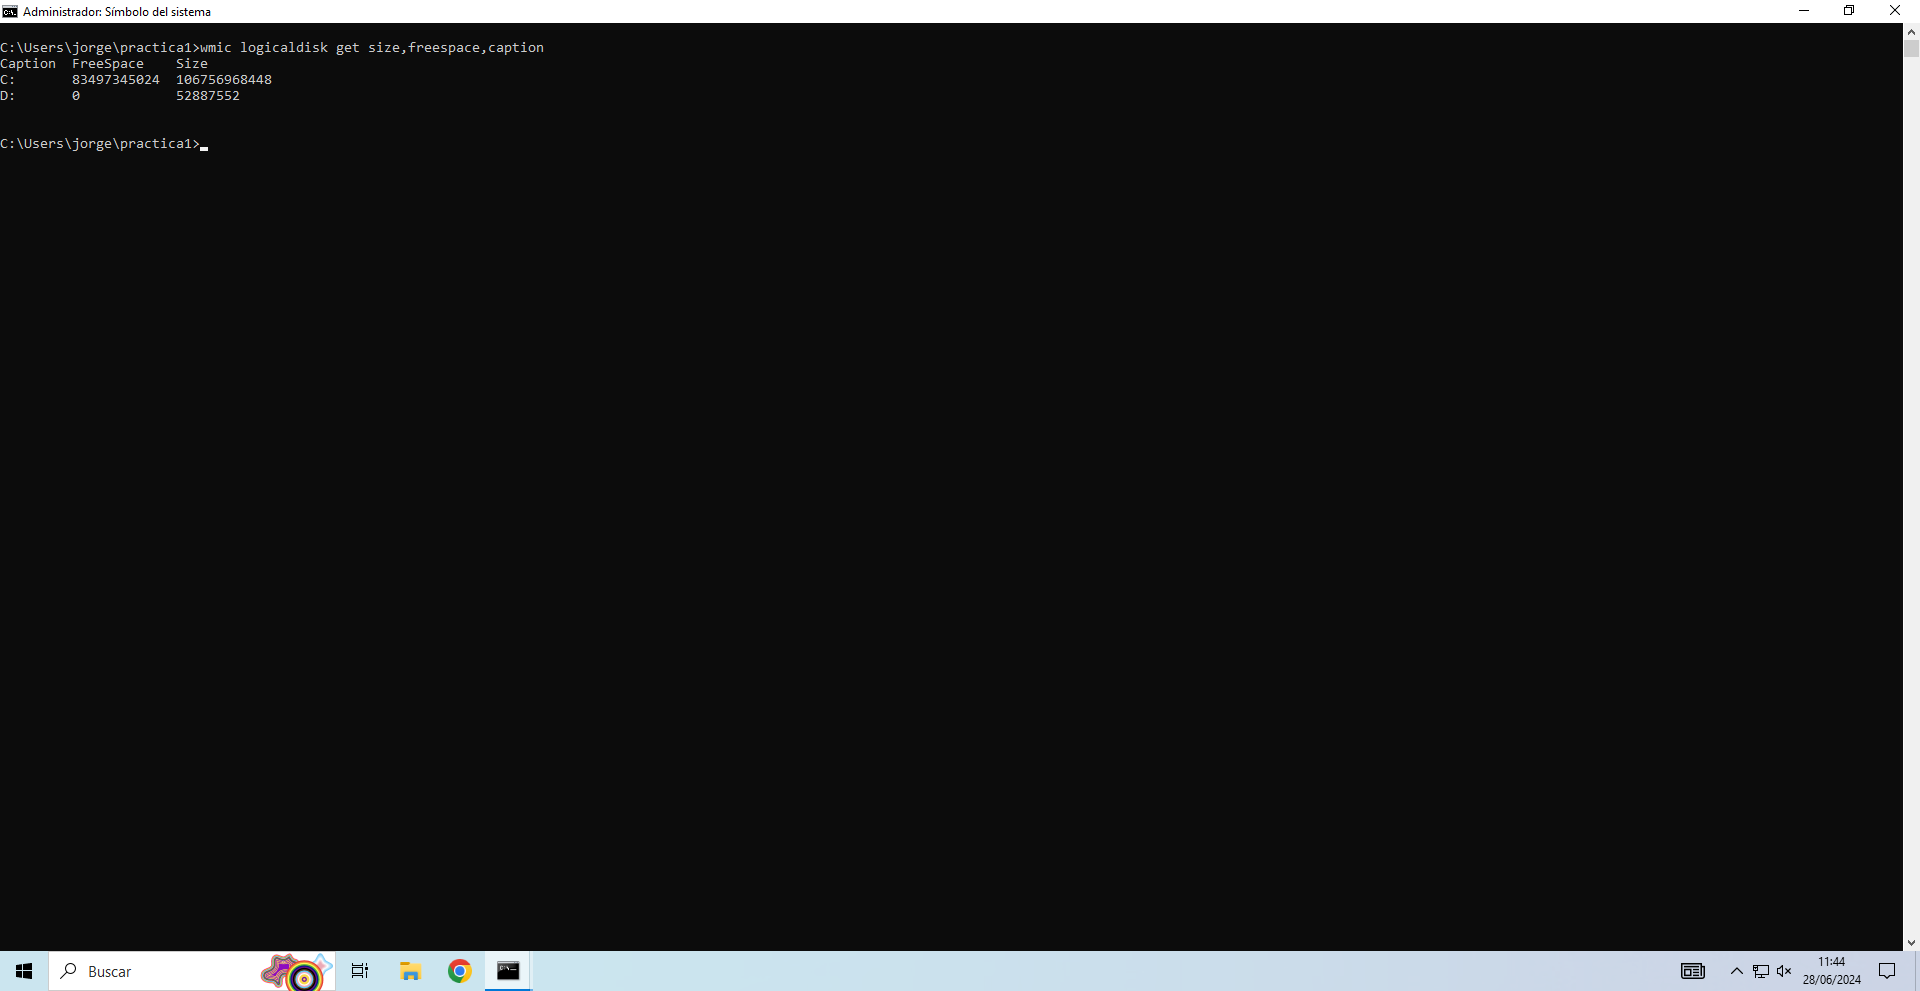 Administrador: Símbolo del sistema
C:\Users\jorge\practica1>wmic logicaldisk get size,freespace,caption
Caption  FreeSpace    Size
C:       83497345024  106756968448
D:       0            52887552
C:\Users\jorge\practica1>
Buscar
11:44
28/06/2024